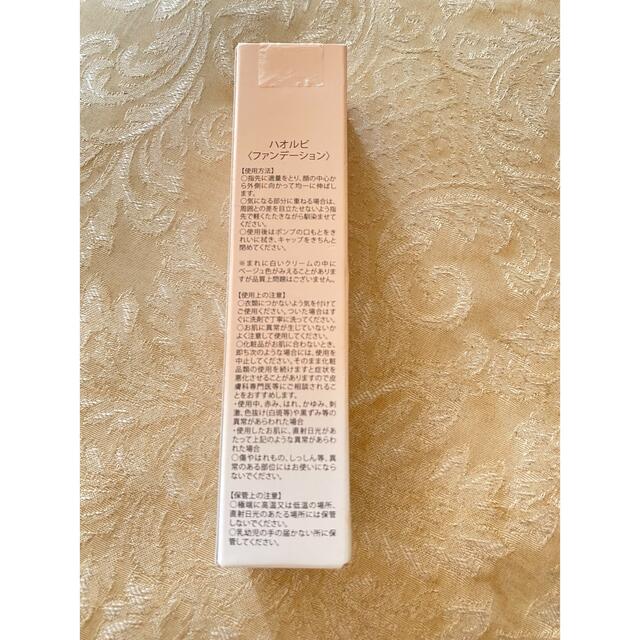 ハオルビ
〈ファンデーション〉
【使用方法】
○指先に適量をとり、顔の中心か
ら外側に向かって均一に伸ばし
ます。
○気になる部分に重ねる場合は、
周囲との差を目立たせないよう指
先で軽くたたきながら馴染ませて
ください。
○使用後はポンプの口もとをき
れいに拭き、キャップをきちんと
閉めてください。
※まれに白いクリームの中に
ベージュ色がみえることがありま
すが品質上問題はございません。
【使用上の注意】
○衣類につかないよう気を付けて
ご使用ください。ついた場合はす
ぐに洗剤で丁寧に洗ってください。
○お肌に異常が生じていないか
よく注意して使用してください。
○化粧品がお肌に合わないとき、
即ち次のような場合には、使用を
中止してください。そのまま化粧
品類の使用を続けますと症状を
悪化させることがありますので皮
膚科専門医等にご相談されるこ
とをおすすめします。
・使用中、赤み、はれ、かゆみ、刺
激、色抜け(白斑等)や黒ずみ等の
異常があらわれた場合
・使用したお肌に、直射日光があ
たって上記のような異常があらわ
れた場合
○傷やはれもの、しっしん等、異
常のある部位にはお使いになら
ないでください。
【保管上の注意】
○極端に高温又は低温の場所、
直射日光のあたる場所には保管
しないでください。
○乳幼児の手の届かない所に保
管してください。